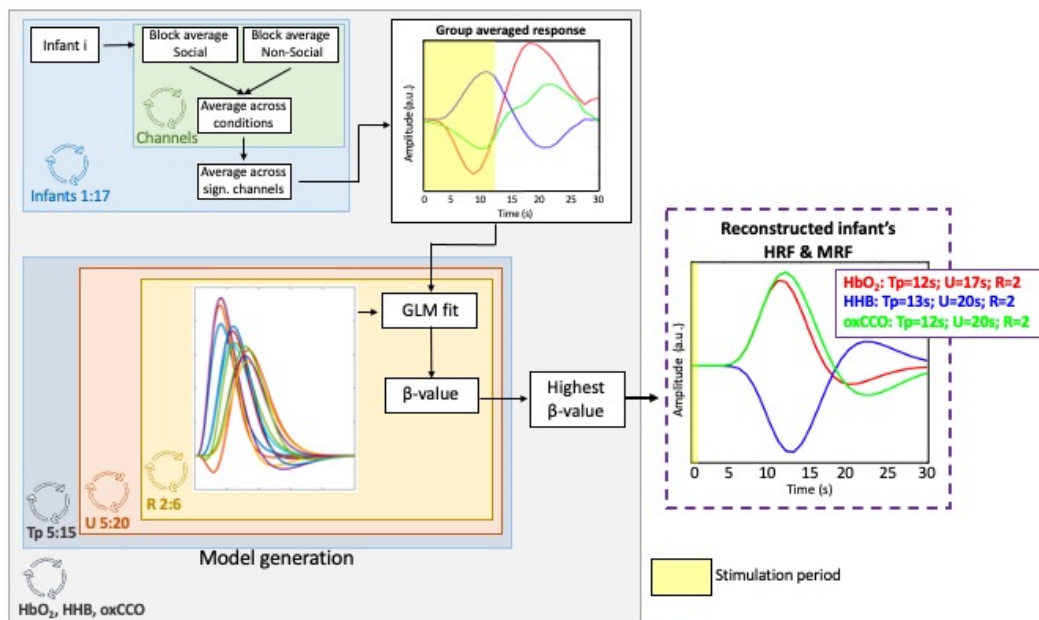 Infant i
Block average
Social
Block average
Non-Social
Average across
conditions
Channels
Average across
sign. channels
Infants 1:17
Group averaged response
Amplitude (a.u.)
0 5 10 15 20 25 30
Time (s)
GLM fit
β-value
R 2:6
U 5:20
Tp 5:15
Model generation
HbO₂, HHB, oxCCO
Highest
β-value
Reconstructed infant's
HRF & MRF
HbO₂: Tp=12s; U=17s; R=2
HHB: Tp=13s; U=20s; R=2
oxCCO: Tp=12s; U=20s; R=2
Amplitude (a.u.)
0 5 10 15 20 25 30
Time (s)
Stimulation period